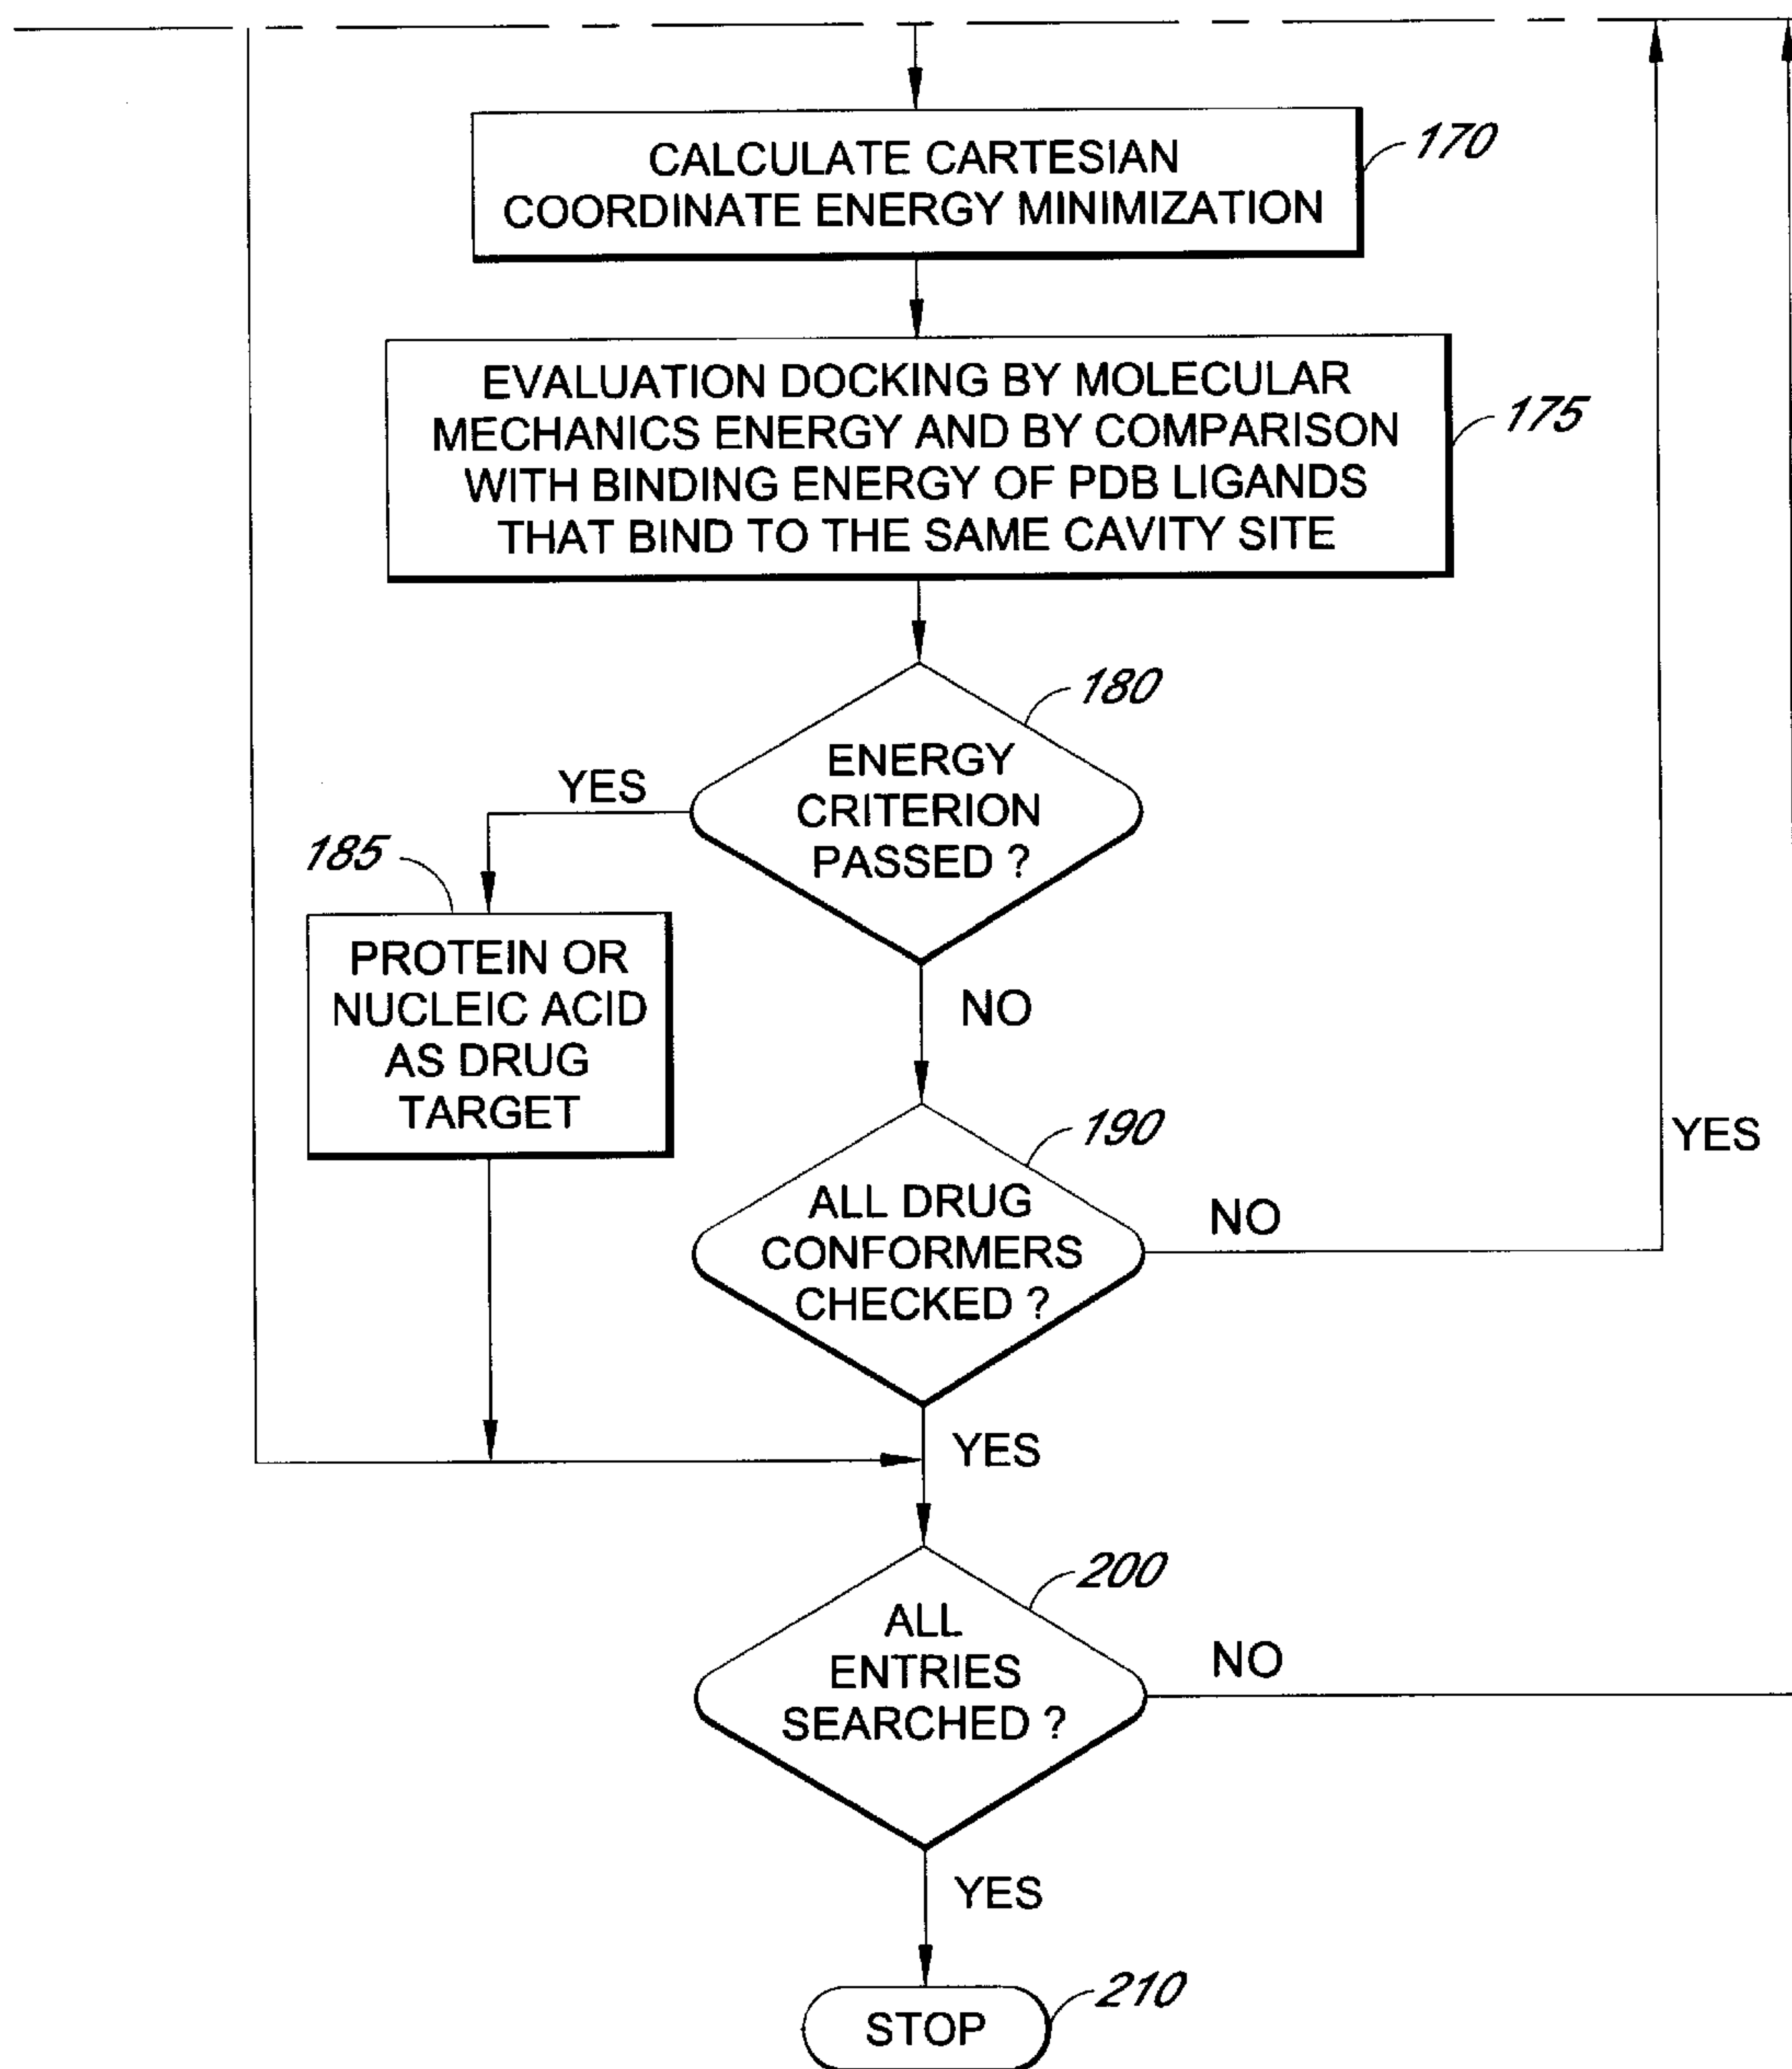 CALCULATE CARTESIAN
COORDINATE ENERGY MINIMIZATION
170
EVALUATION DOCKING BY MOLECULAR
MECHANICS ENERGY AND BY COMPARISON
WITH BINDING ENERGY OF PDB LIGANDS
THAT BIND TO THE SAME CAVITY SITE
175
180
ENERGY
CRITERION
PASSED ?
YES
185
PROTEIN OR
NUCLEIC ACID
AS DRUG
TARGET
NO
190
ALL DRUG
CONFORMERS
CHECKED ?
NO
YES
YES
200
ALL
ENTRIES
SEARCHED ?
NO
YES
STOP
210